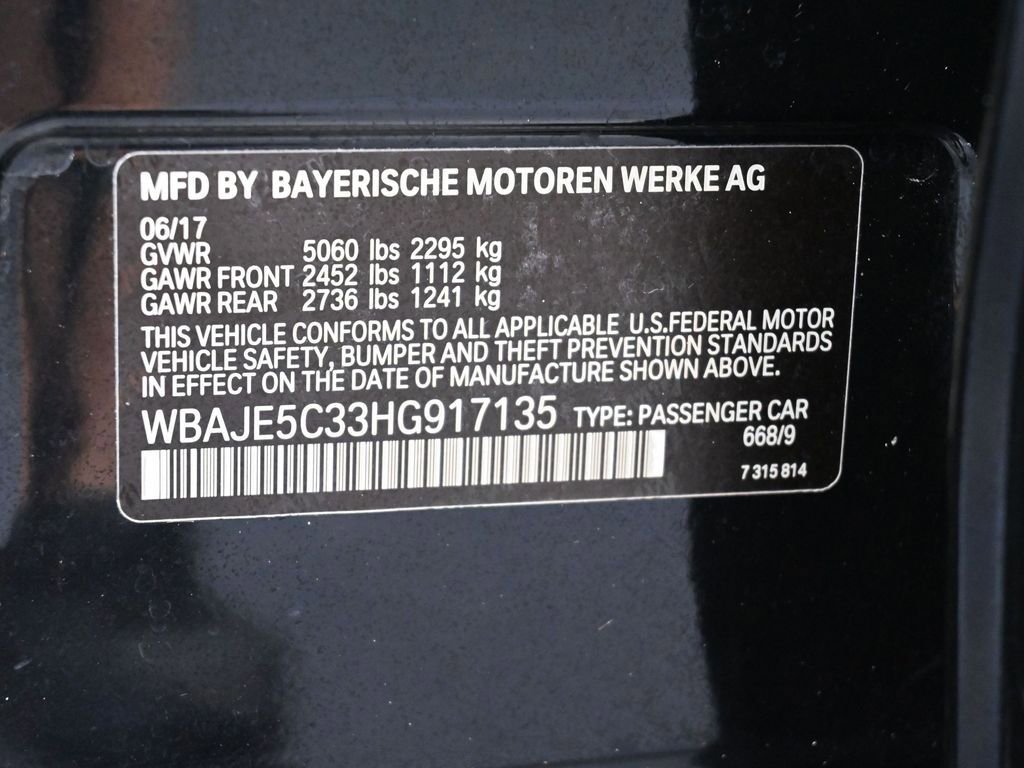 MFD BY BAYERISCHE MOTOREN WERKE AG
06/17
GVWR 5060 lbs 2295 kg
GAWR FRONT 2452 lbs 1112 kg
GAWR REAR 2736 lbs 1241 kg
THIS VEHICLE CONFORMS TO ALL APPLICABLE U.S.FEDERAL MOTOR
VEHICLE SAFETY, BUMPER AND THEFT PREVENTION STANDARDS
IN EFFECT ON THE DATE OF MANUFACTURE SHOWN ABOVE.
WBAJE5C33HG917135 TYPE: PASSENGER CAR
668/9
7 315 814